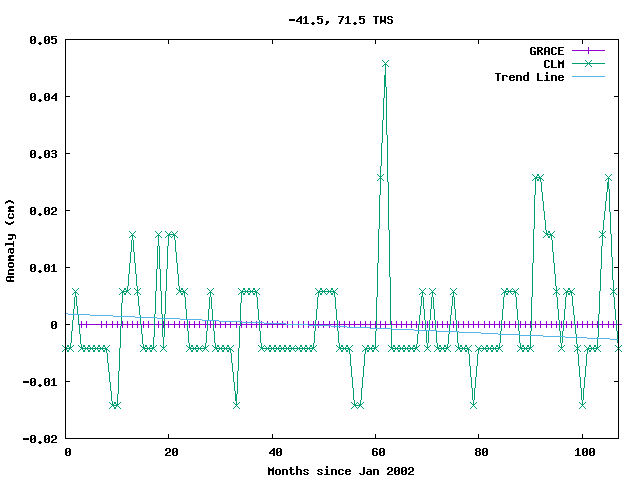 -41.5, 71.5 TWS
0.05
GRACE
CLM
Trend Line
0.04
0.03
0.02
0.01
0
-0.01
-0.02
Anomaly (cm)
0 20 40 60 80 100
Months since Jan 2002